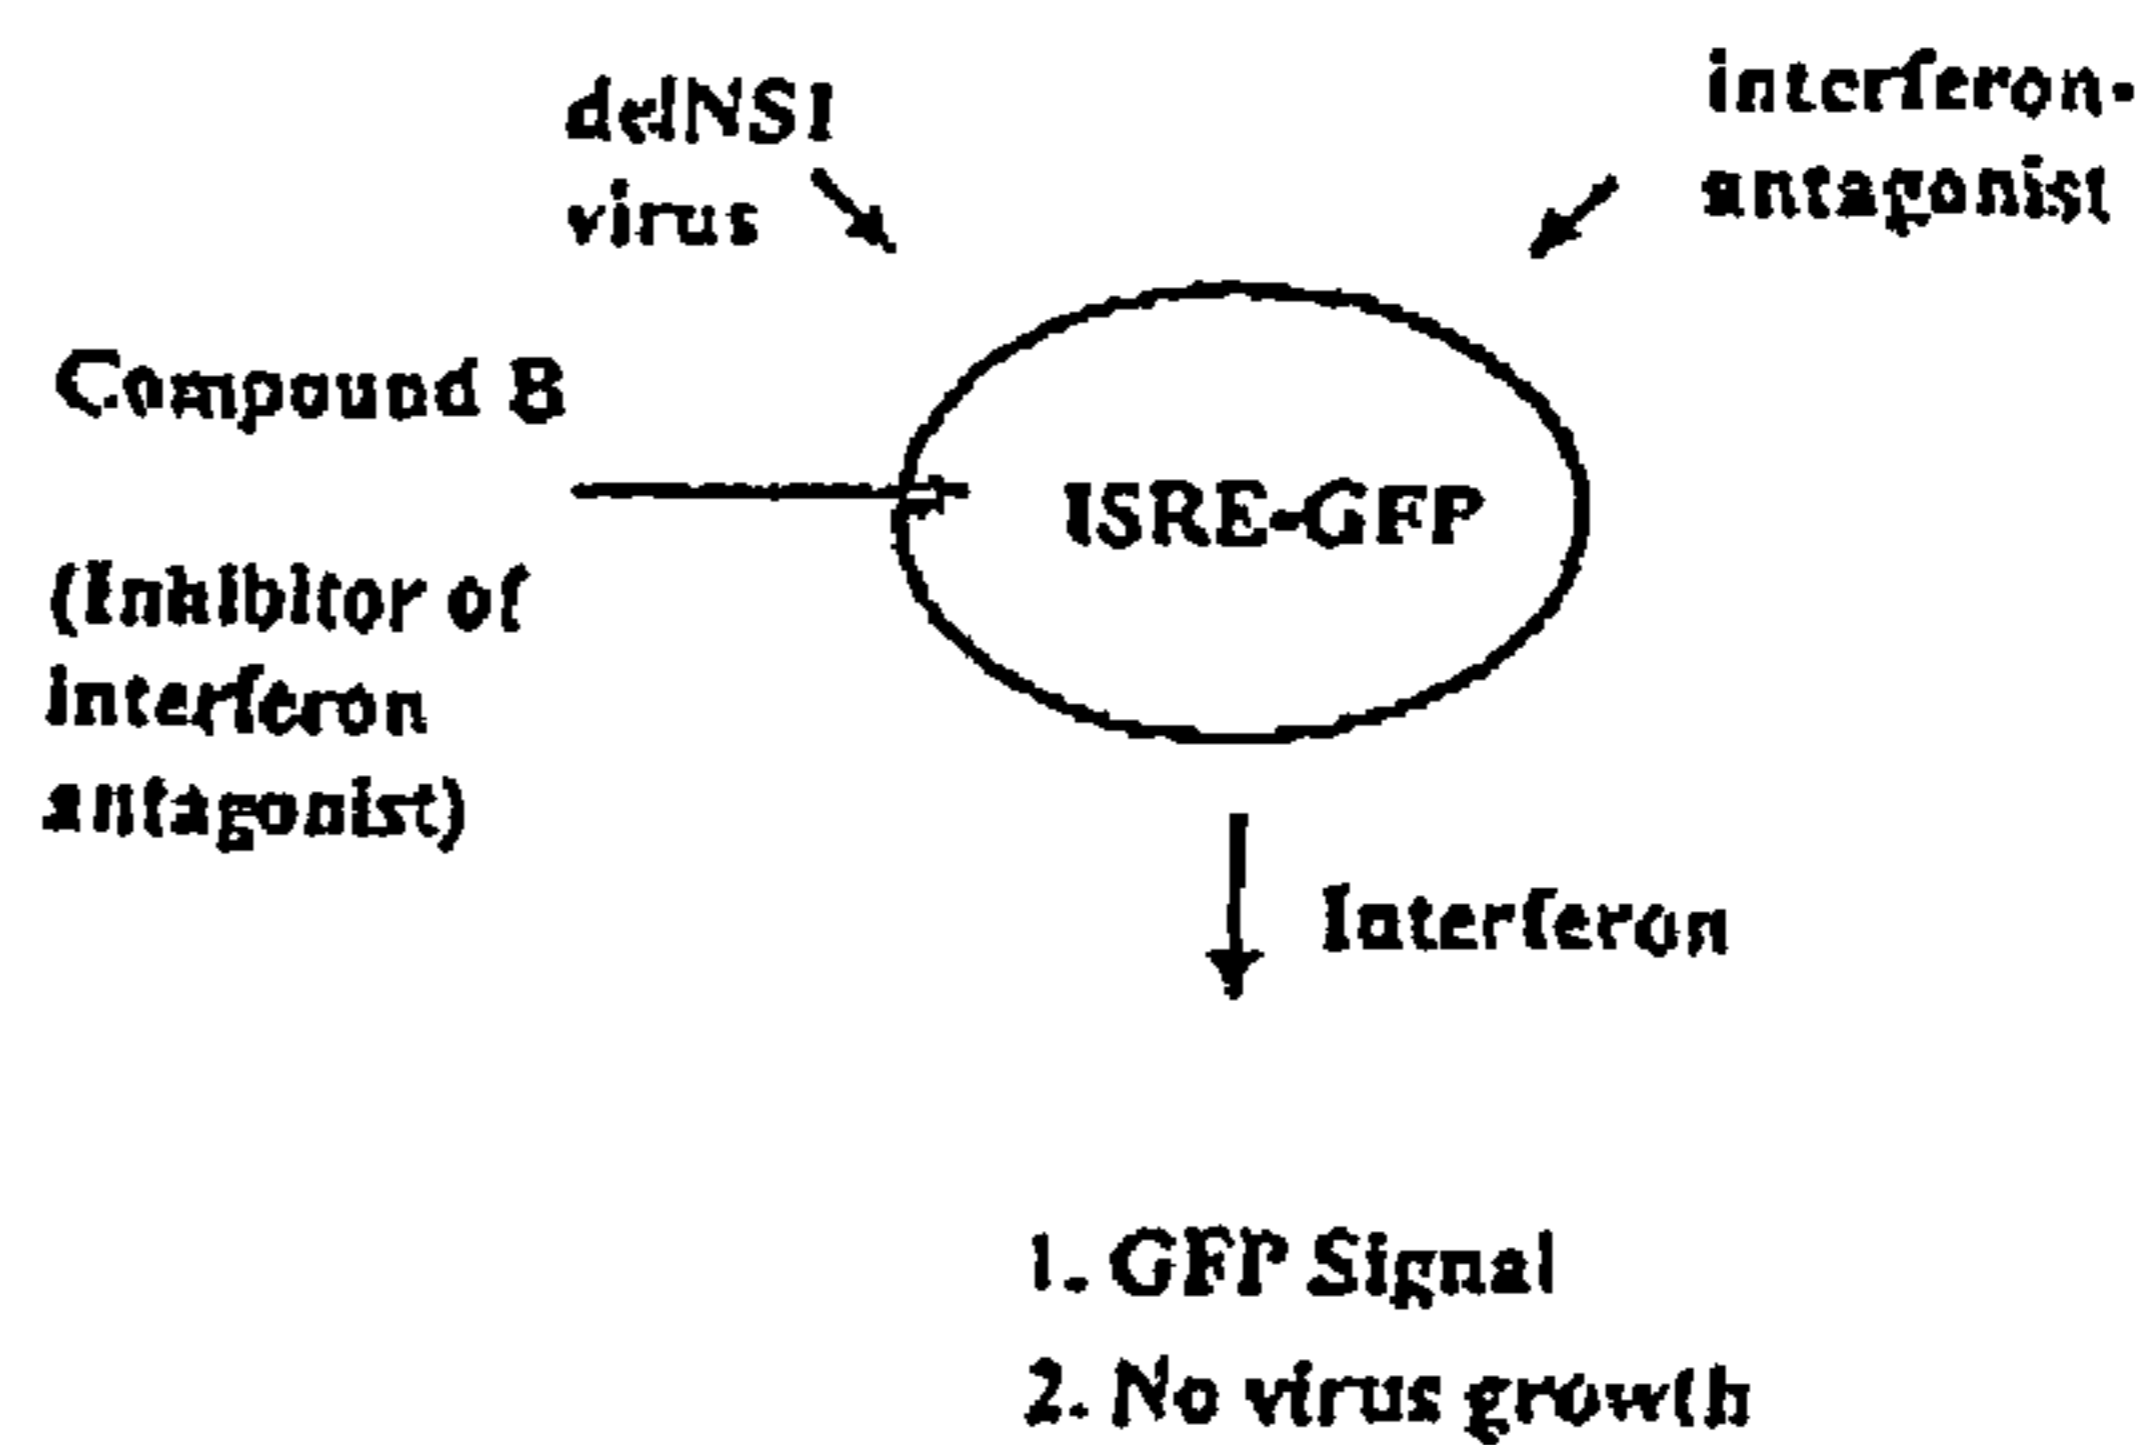 delNS1
virus
interferon-
antagonist
Compound B
ISRE-GFP
(Inhibitor of
interferon
antagonist)
Interferon
1. GFP Signal
2. No virus growth